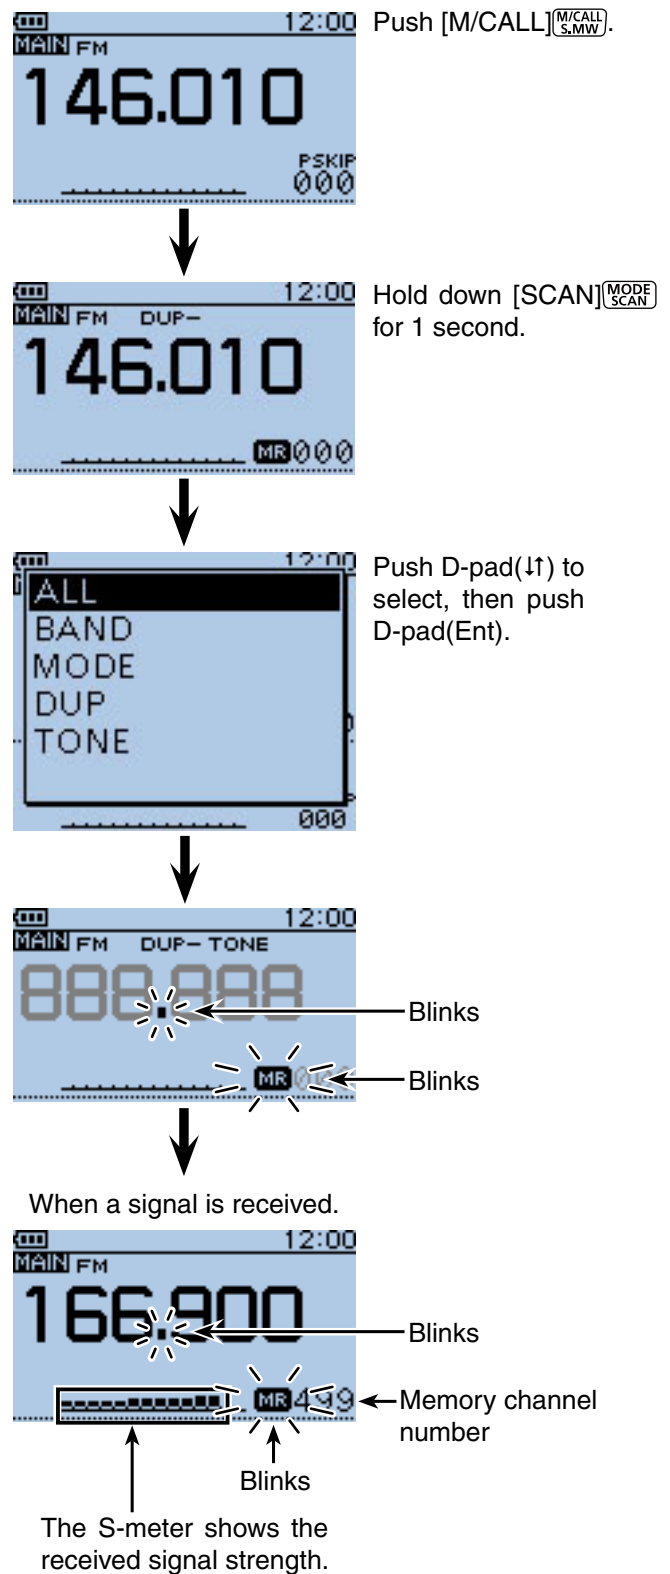 12:00
Push [M/CALL] M/CALL S.MW .
MAIN FM
146.010
PSKIP
000
12:00
Hold down [SCAN] MODE SCAN
for 1 second.
MAIN FM DUP–
146.010
MR 000
12:00
Push D-pad(↓↑) to
select, then push
D-pad(Ent).
ALL
BAND
MODE
DUP
TONE
000
12:00
MAIN FM DUP– TONE
888.888
Blinks
MR
Blinks
When a signal is received.
12:00
MAIN FM
166.900
Blinks
MR 499
Memory channel
number
Blinks
The S-meter shows the
received signal strength.